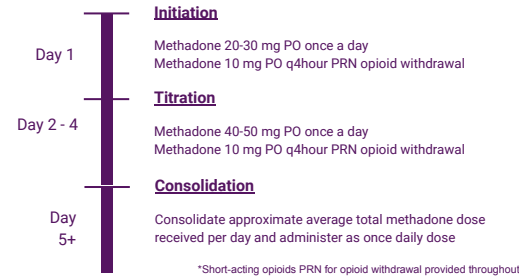 Initiation
Day 1
Methadone 20-30 mg PO once a day
Methadone 10 mg PO q4hour PRN opioid withdrawal
Titration
Day 2 - 4
Methadone 40-50 mg PO once a day
Methadone 10 mg PO q4hour PRN opioid withdrawal
Consolidation
Day
5+
Consolidate approximate average total methadone dose
received per day and administer as once daily dose
*Short-acting opioids PRN for opioid withdrawal provided throughout